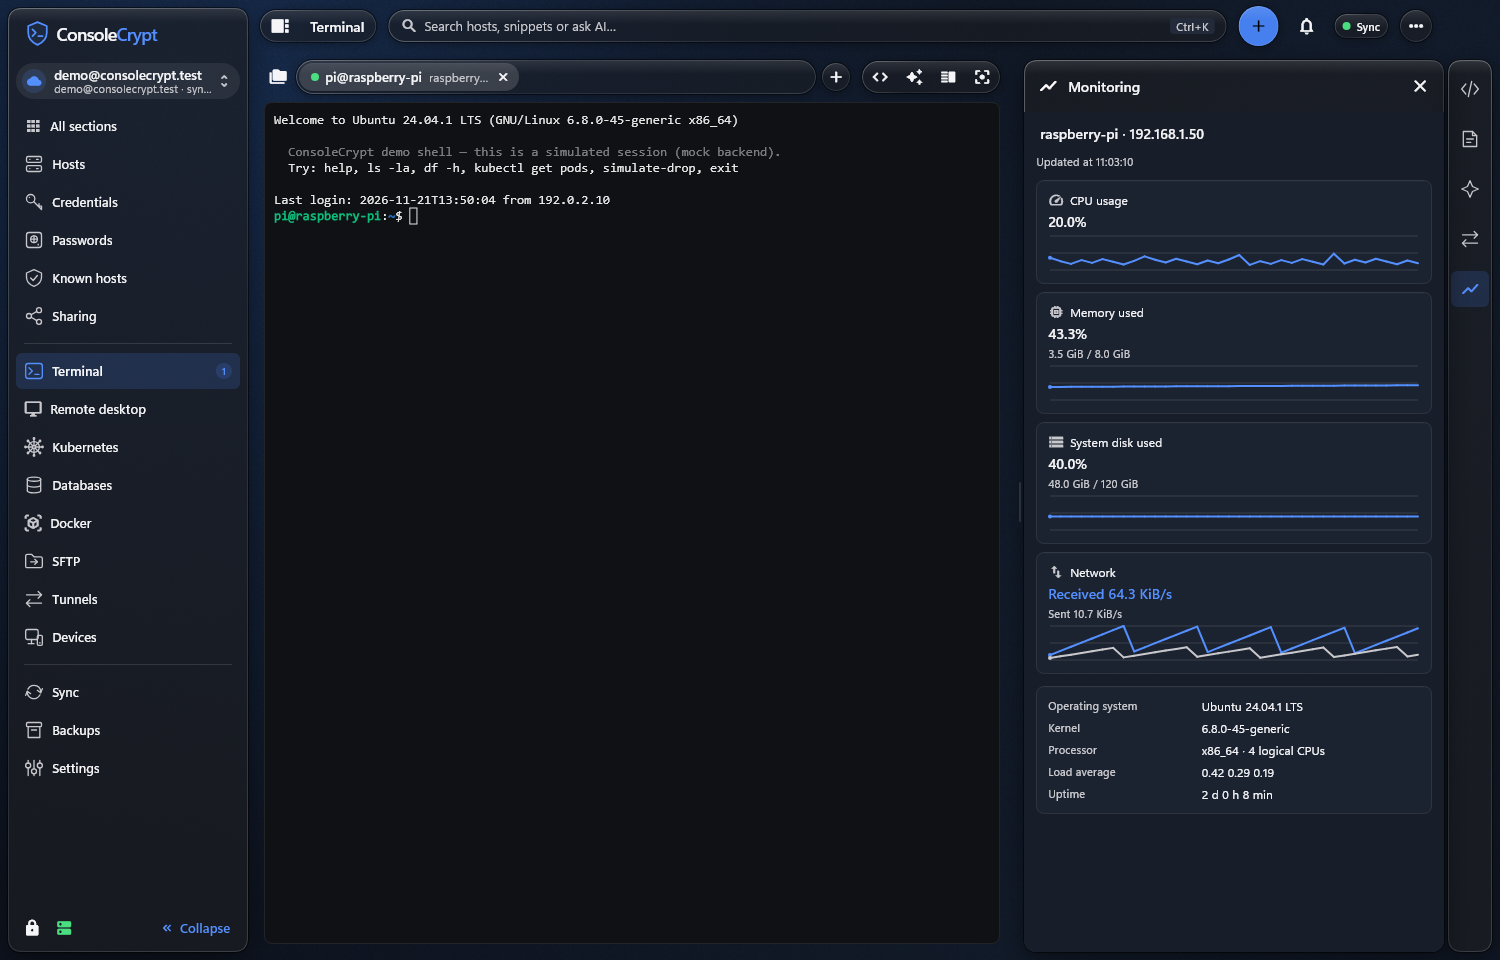 ConsoleCrypt
demo@consolecrypt.test
demo@consolecrypt.test · syn...
All sections
Hosts
Credentials
Passwords
Known hosts
Sharing
Terminal
1
Remote desktop
Kubernetes
Databases
Docker
SFTP
Tunnels
Devices
Sync
Backups
Settings
« Collapse
Terminal
Search hosts, snippets or ask AI...
Ctrl+K
Sync
pi@raspberry-pi raspberry...
Welcome to Ubuntu 24.04.1 LTS (GNU/Linux 6.8.0-45-generic x86_64)
ConsoleCrypt demo shell — this is a simulated session (mock backend).
Try: help, ls -la, df -h, kubectl get pods, simulate-drop, exit
Last login: 2026-11-21T13:50:04 from 192.0.2.10
pi@raspberry-pi:~$
Monitoring
raspberry-pi · 192.168.1.50
Updated at 11:03:10
CPU usage
20.0%
Memory used
43.3%
3.5 GiB / 8.0 GiB
System disk used
40.0%
48.0 GiB / 120 GiB
Network
Received 64.3 KiB/s
Sent 10.7 KiB/s
Operating system Ubuntu 24.04.1 LTS
Kernel 6.8.0-45-generic
Processor x86_64 · 4 logical CPUs
Load average 0.42 0.29 0.19
Uptime 2 d 0 h 8 min